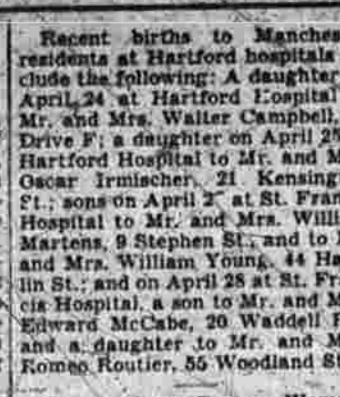 Recent births to Manches
residents at Hartford hospitals
clude the following: A daughter
April 24 at Hartford Hospital
Mr. and Mrs. Walter Campbell,
Drive F; a daughter on April 25
Hartford Hospital to Mr. and M
Oscar Irmischer, 21 Kensing
St.; sons on April 2 at St. Fran
Hospital to Mr. and Mrs. Willi
Martens, 9 Stephen St., and to
and Mrs. William Young, 44 Ha
lin St.; and on April 28 at St. Fr
cis Hospital, a son to Mr. and M
Edward McCabe, 20 Waddell
and a daughter to Mr. and M
Romeo Routier, 55 Woodland St